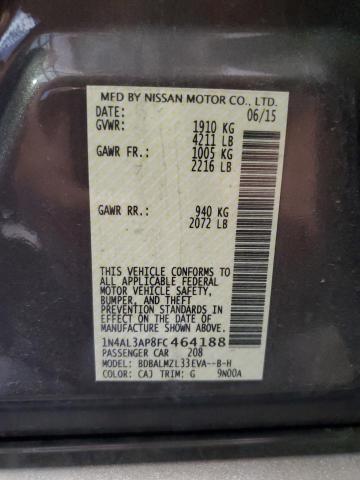 MFD BY NISSAN MOTOR CO., LTD.
DATE: 06/15
GVWR: 1910 KG
4211 LB
GAWR FR.: 1005 KG
2216 LB
GAWR RR.: 940 KG
2072 LB
THIS VEHICLE CONFORMS TO
ALL APPLICABLE FEDERAL
MOTOR VEHICLE SAFETY,
BUMPER, AND THEFT
PREVENTION STANDARDS
IN EFFECT ON THE DATE OF
MANUFACTURE SHOWN ABOVE.
1N4AL3AP8FC464188
PASSENGER CAR 208
MODEL: BDBALMZL33EVA--B-H
COLOR: CAJ TRIM: G 9N00A